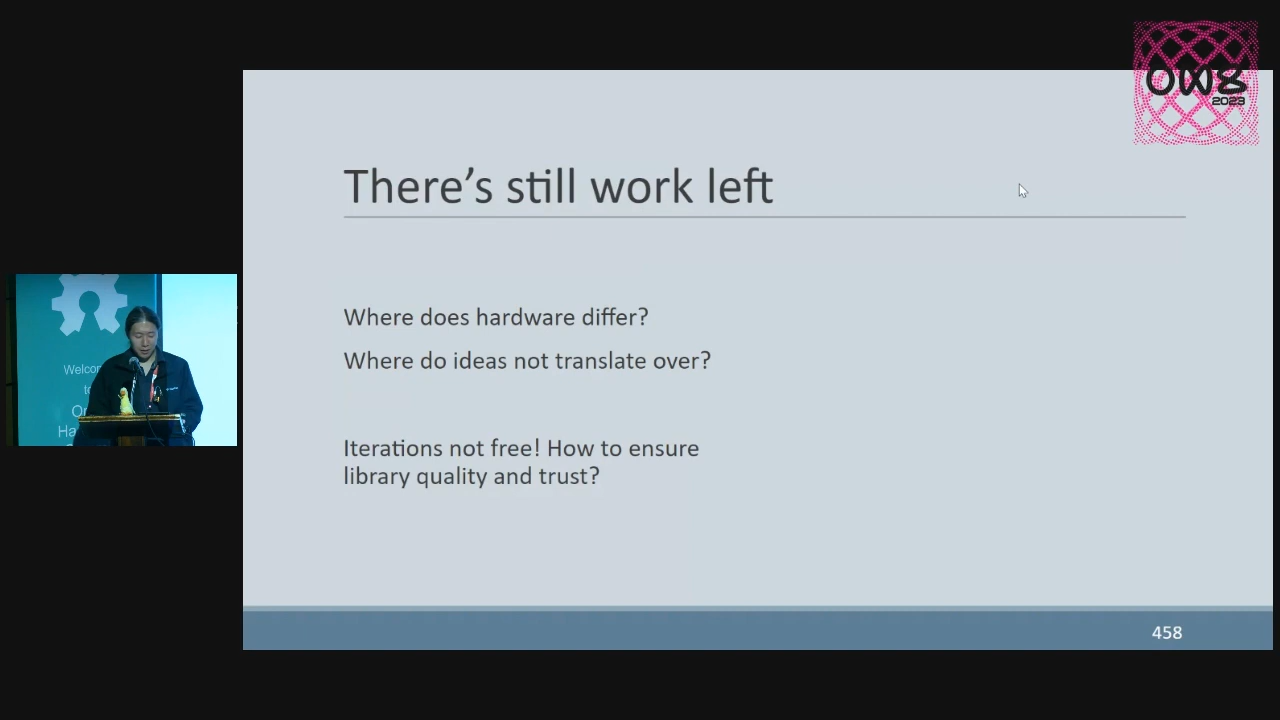 OW8
2023
There's still work left
Where does hardware differ?
Where do ideas not translate over?
Iterations not free! How to ensure
library quality and trust?
458
Welcom
to
O
Ha